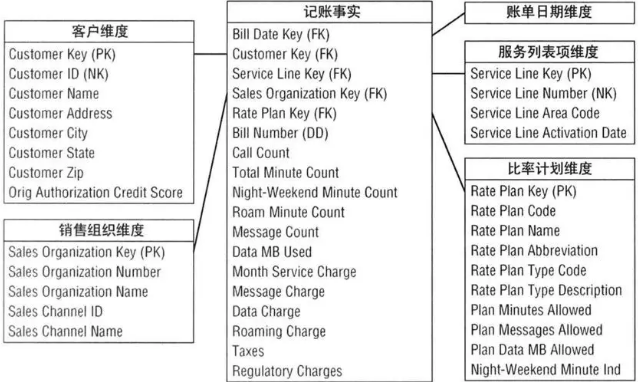 客户维度
Customer Key (PK)
Customer ID (NK)
Customer Name
Customer Address
Customer City
Customer State
Customer Zip
Orig Authorization Credit Score
销售组织维度
Sales Organization Key (PK)
Sales Organization Number
Sales Organization Name
Sales Channel ID
Sales Channel Name
记账事实
Bill Date Key (FK)
Customer Key (FK)
Service Line Key (FK)
Sales Organization Key (FK)
Rate Plan Key (FK)
Bill Number (DD)
Call Count
Total Minute Count
Night-Weekend Minute Count
Roam Minute Count
Message Count
Data MB Used
Month Service Charge
Message Charge
Data Charge
Roaming Charge
Taxes
Regulatory Charges
账单日期维度
服务列表项维度
Service Line Key (PK)
Service Line Number (NK)
Service Line Area Code
Service Line Activation Date
比率计划维度
Rate Plan Key (PK)
Rate Plan Code
Rate Plan Name
Rate Plan Abbreviation
Rate Plan Type Code
Rate Plan Type Description
Plan Minutes Allowed
Plan Messages Allowed
Plan Data MB Allowed
Night-Weekend Minute Ind